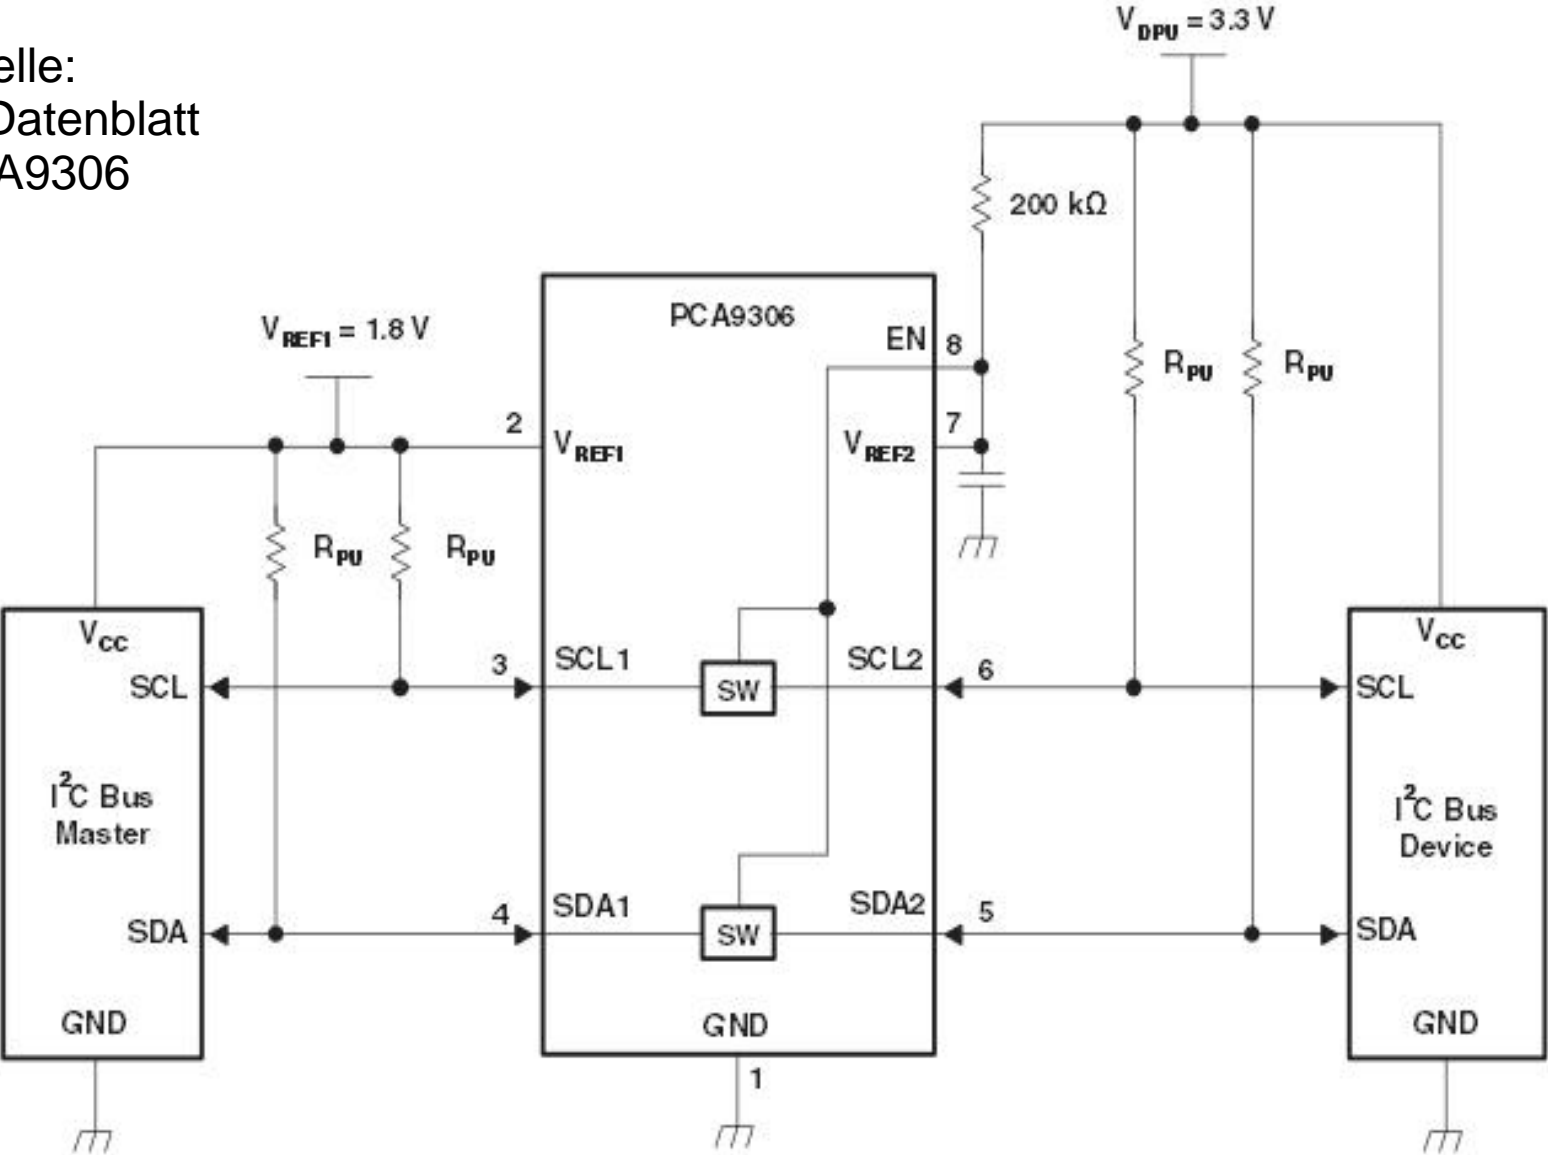 elle:
Datenblatt
A9306
V_DPU = 3.3 V
200 kΩ
R_PU
R_PU
PCA9306
EN
8
V_REF1 = 1.8 V
2
V_REF1
V_REF2
7
R_PU
R_PU
V_CC
SCL
3
SCL1
SW
SCL2
6
V_CC
SCL
I²C Bus
Master
I²C Bus
Device
SDA
4
SDA1
SW
SDA2
5
SDA
GND
GND
1
GND